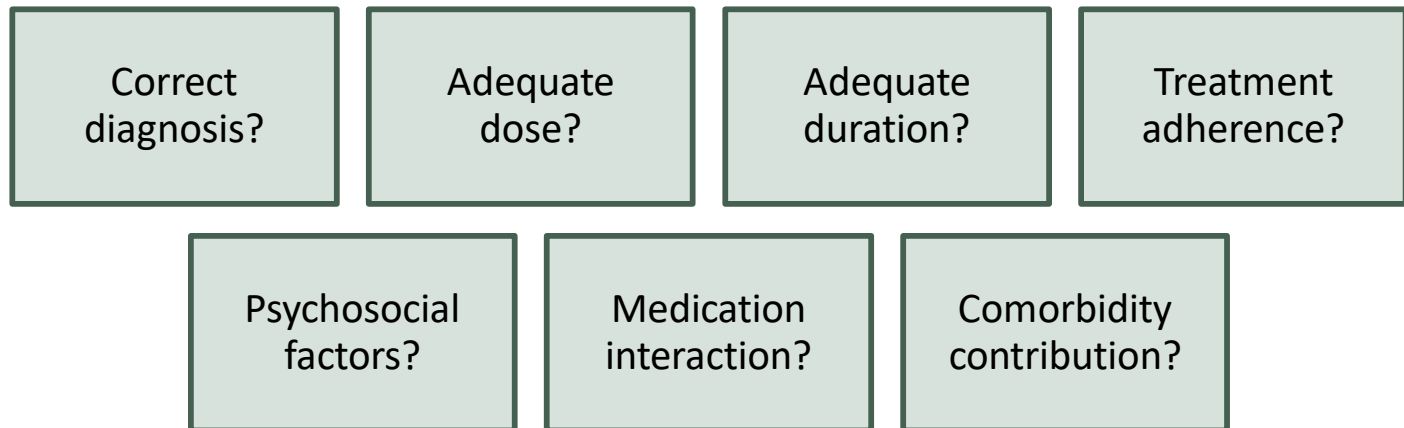 Correct
diagnosis?
Adequate
dose?
Adequate
duration?
Treatment
adherence?
Psychosocial
factors?
Medication
interaction?
Comorbidity
contribution?